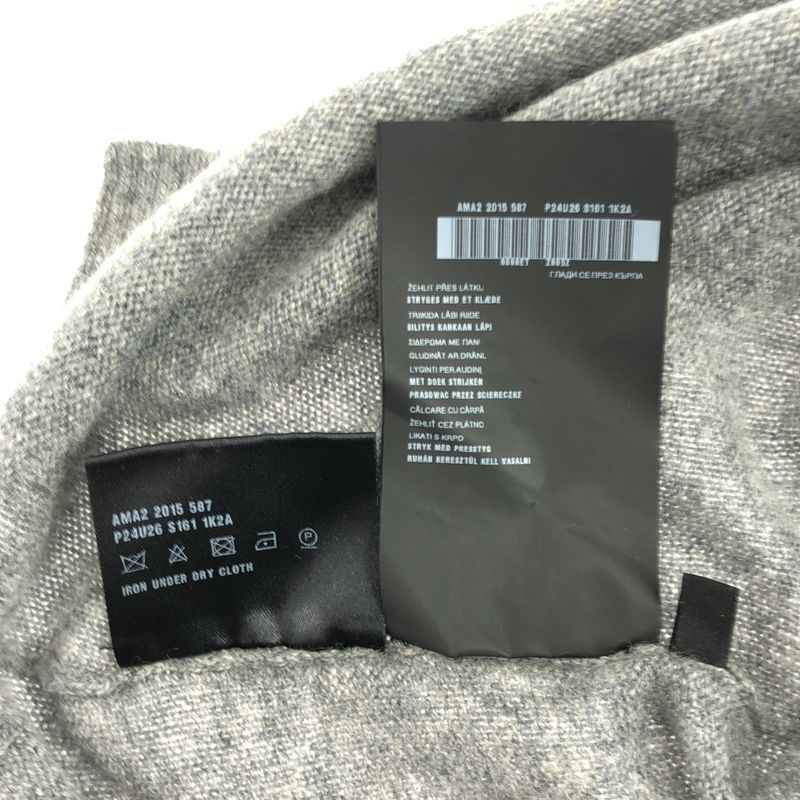 AMA2 2015 587 P24U26 S161 1K2A
ГЛАДИ СЕ ПРЕЗ КЪРПА
ŽEHLIT PŘES LÁTKU
STRYGES MED ET KLÆDE
TRIIKIDA LÄBI RIIDE
SILITYS KANKAAN LÄPI
ΣΙΔΕΡΩΜΑ ΜΕ ΠΑΝΙ
GLUDINĀT AR DRĀNU
LYGINTI PER AUDINĮ
MET DOEK STRIJKEN
PRASOWAĆ PRZEZ SCIERECZKE
CĂLCARE CU CÂRPĂ
ŽEHLIŤ CEZ PLÁTNO
LIKATI S KRPO
STRYK MED PRESSTYG
RUHÁN KERESZTÜL KELL VASALNI
AMA2 2015 587
P24U26 S161 1K2A
P
IRON UNDER DRY CLOTH